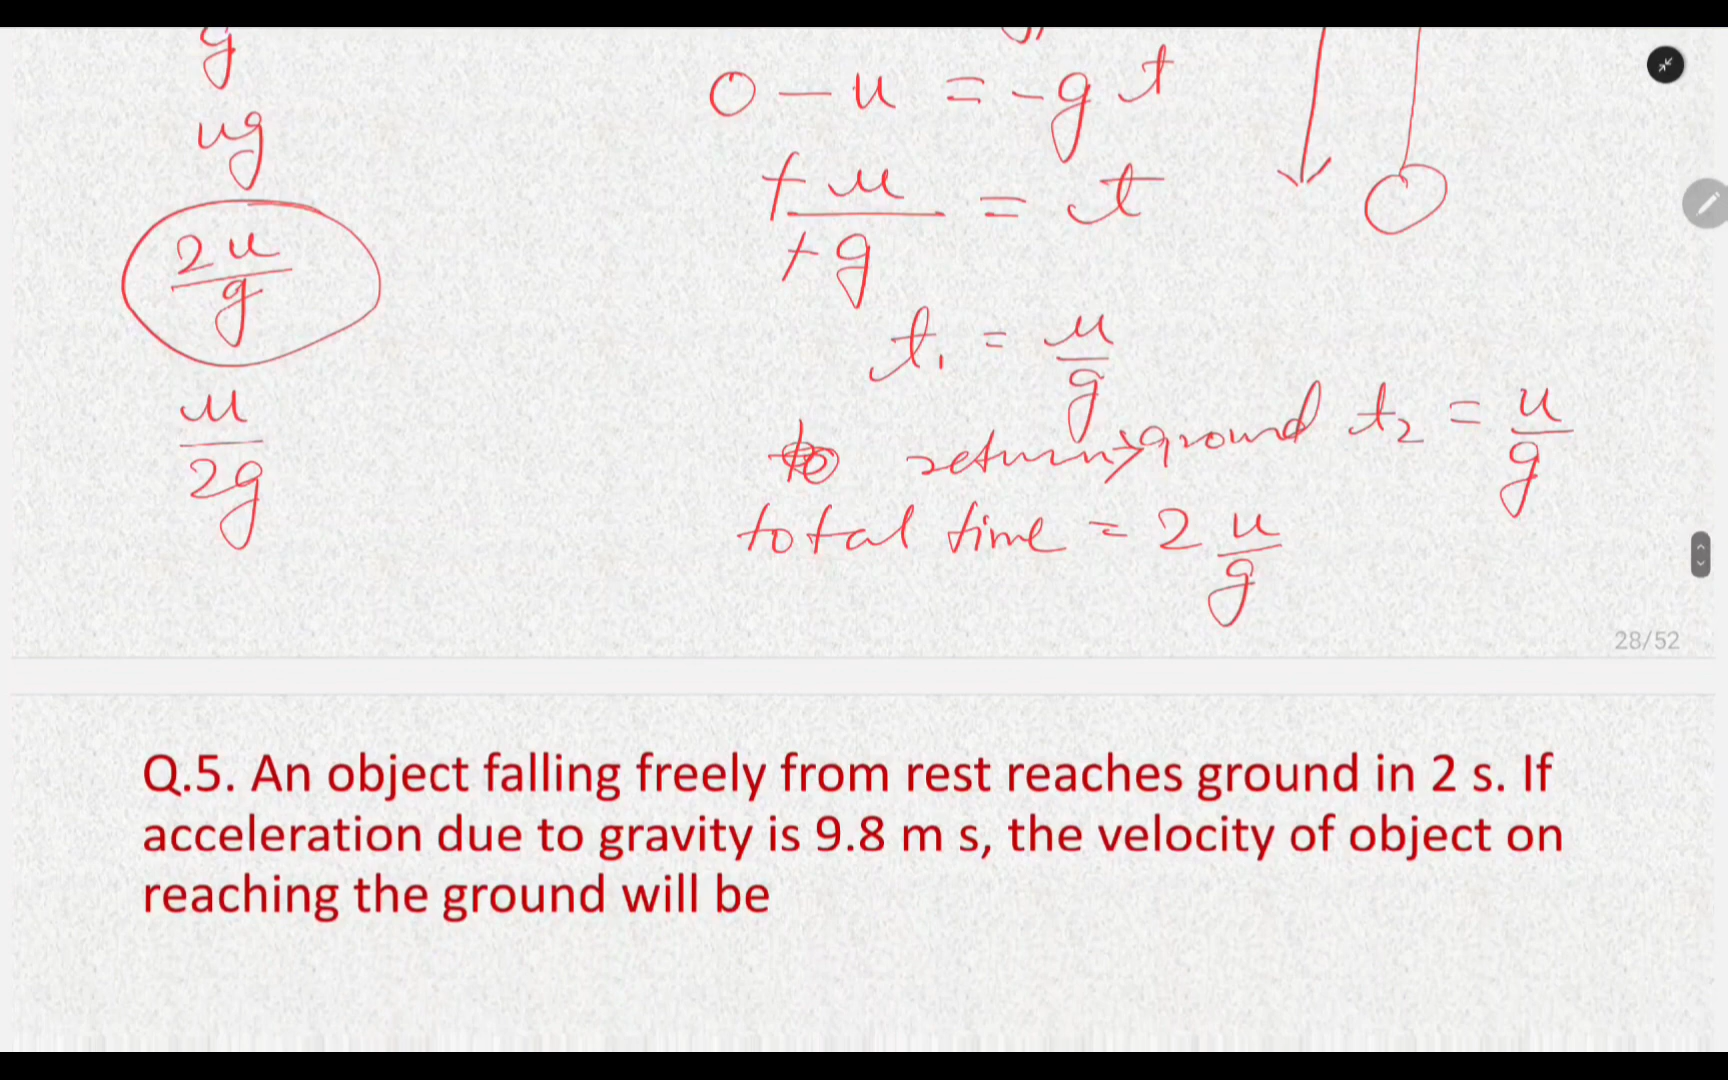 g
ug
2u
g
u
2g
0 - u = - g t
+ u
+ g
= t
t₁ = u
g
to return ground t₂ = u
g
total time = 2 u
g
28/52
Q.5. An object falling freely from rest reaches ground in 2 s. If
acceleration due to gravity is 9.8 m s, the velocity of object on
reaching the ground will be